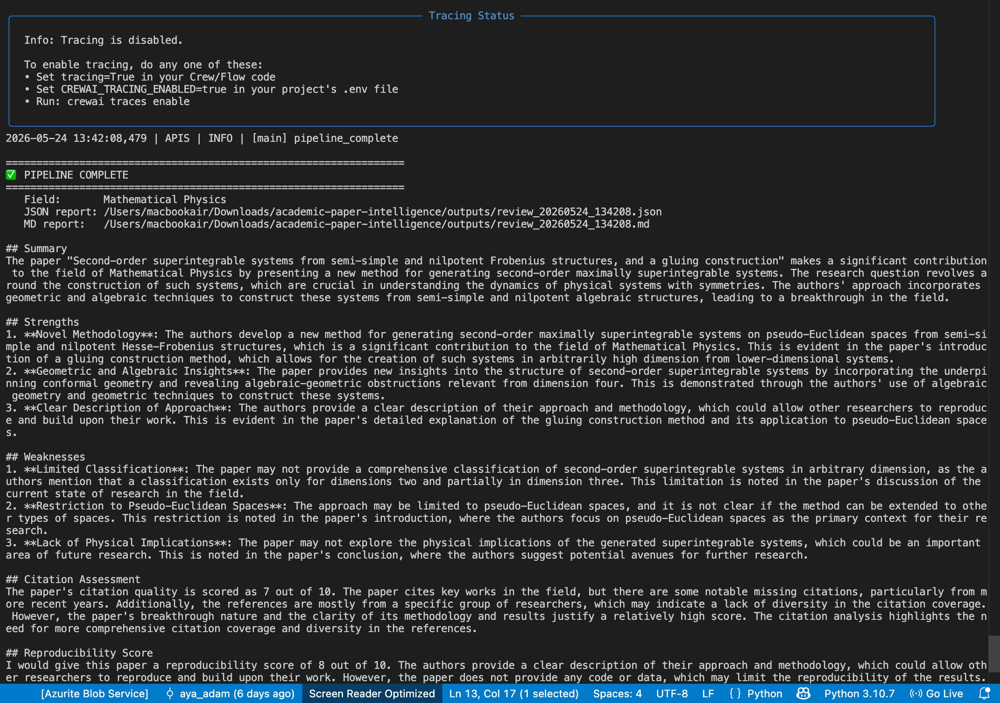 Tracing Status
Info: Tracing is disabled.
To enable tracing, do any one of these:
• Set tracing=True in your Crew/Flow code
• Set CREWAI_TRACING_ENABLED=true in your project's .env file
• Run: crewai traces enable
2026-05-24 13:42:08,479 | APIS | INFO | [main] pipeline_complete
=================================================================
✅ PIPELINE COMPLETE
=================================================================
Field: Mathematical Physics
JSON report: /Users/macbookair/Downloads/academic-paper-intelligence/outputs/review_20260524_134208.json
MD report: /Users/macbookair/Downloads/academic-paper-intelligence/outputs/review_20260524_134208.md
## Summary
The paper "Second-order superintegrable systems from semi-simple and nilpotent Frobenius structures, and a gluing construction" makes a significant contribution
to the field of Mathematical Physics by presenting a new method for generating second-order maximally superintegrable systems. The research question revolves a
round the construction of such systems, which are crucial in understanding the dynamics of physical systems with symmetries. The authors' approach incorporates
geometric and algebraic techniques to construct these systems from semi-simple and nilpotent algebraic structures, leading to a breakthrough in the field.
## Strengths
1. **Novel Methodology**: The authors develop a new method for generating second-order maximally superintegrable systems on pseudo-Euclidean spaces from semi-si
mple and nilpotent Hesse-Frobenius structures, which is a significant contribution to the field of Mathematical Physics. This is evident in the paper's introduc
tion of a gluing construction method, which allows for the creation of such systems in arbitrarily high dimension from lower-dimensional systems.
2. **Geometric and Algebraic Insights**: The paper provides new insights into the structure of second-order superintegrable systems by incorporating the underpi
nning conformal geometry and revealing algebraic-geometric obstructions relevant from dimension four. This is demonstrated through the authors' use of algebraic
geometry and geometric techniques to construct these systems.
3. **Clear Description of Approach**: The authors provide a clear description of their approach and methodology, which could allow other researchers to reproduc
e and build upon their work. This is evident in the paper's detailed explanation of the gluing construction method and its application to pseudo-Euclidean space
s.
## Weaknesses
1. **Limited Classification**: The paper may not provide a comprehensive classification of second-order superintegrable systems in arbitrary dimension, as the a
uthors mention that a classification exists only for dimensions two and partially in dimension three. This limitation is noted in the paper's discussion of the
current state of research in the field.
2. **Restriction to Pseudo-Euclidean Spaces**: The approach may be limited to pseudo-Euclidean spaces, and it is not clear if the method can be extended to othe
r types of spaces. This restriction is noted in the paper's introduction, where the authors focus on pseudo-Euclidean spaces as the primary context for their re
search.
3. **Lack of Physical Implications**: The paper may not explore the physical implications of the generated superintegrable systems, which could be an important
area of future research. This is noted in the paper's conclusion, where the authors suggest potential avenues for further research.
## Citation Assessment
The paper's citation quality is scored as 7 out of 10. The paper cites key works in the field, but there are some notable missing citations, particularly from m
ore recent years. Additionally, the references are mostly from a specific group of researchers, which may indicate a lack of diversity in the citation coverage.
However, the paper's breakthrough nature and the clarity of its methodology and results justify a relatively high score. The citation analysis highlights the n
eed for more comprehensive citation coverage and diversity in the references.
## Reproducibility Score
I would give this paper a reproducibility score of 8 out of 10. The authors provide a clear description of their approach and methodology, which could allow oth
er researchers to reproduce and build upon their work. However, the paper does not provide any code or data, which may limit the reproducibility of the results.
[Azurite Blob Service] aya_adam (6 days ago) Screen Reader Optimized Ln 13, Col 17 (1 selected) Spaces: 4 UTF-8 LF { } Python Python 3.10.7 Go Live